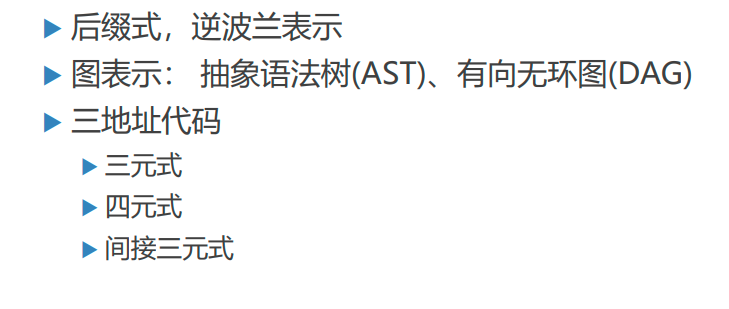 后缀式，逆波兰表示
图表示： 抽象语法树(AST)、有向无环图(DAG)
三地址代码
三元式
四元式
间接三元式